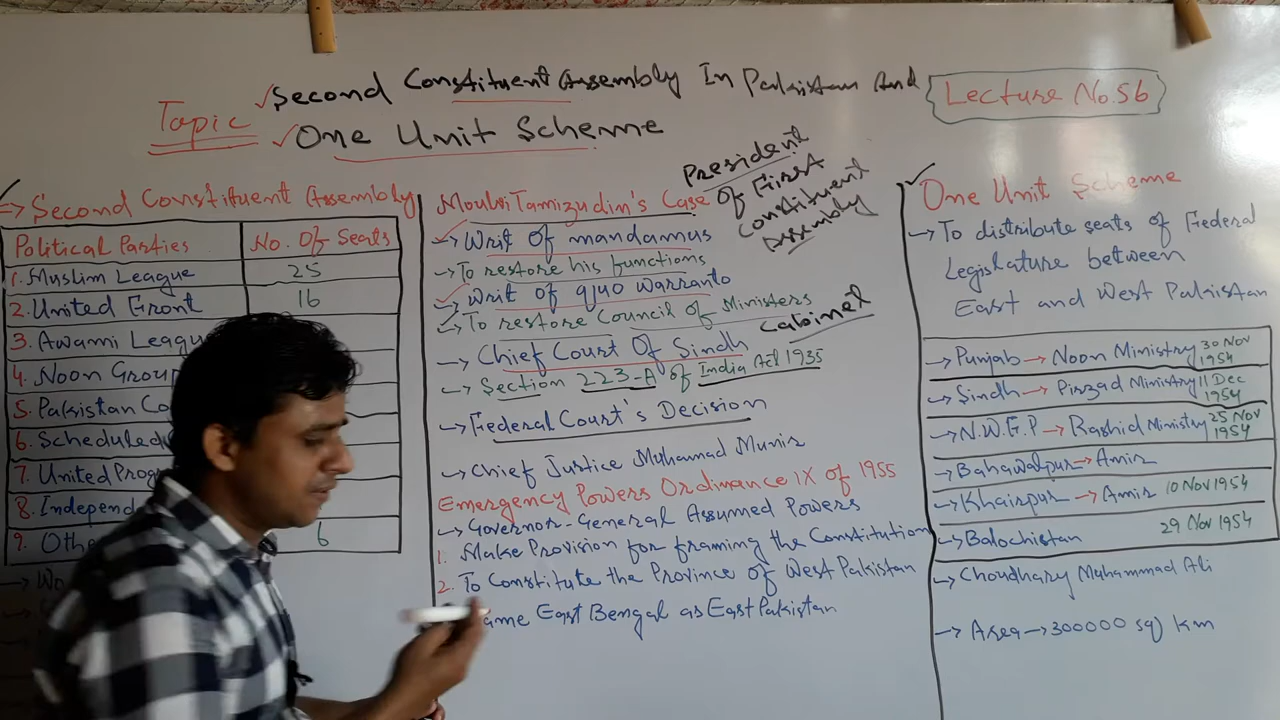 Topic ✓Second Constituent Assembly In Pakistan And
✓One Unit Scheme
Lecture No.56
⇒ Second Constituent Assembly
Political Parties No. Of Seats
1. Muslim League 25
2. United Front 16
3. Awami Leagu
4. Noon Group
5. Pakistan Co
6. Scheduled
7. United Prog
8. Independ
9. Othe 6
Moulvi Tamizudin's Case
President
Of First
Constituent
Assembly
→ Writ Of mandamus
→ To restore his functions
→ Writ of quo warranto
→ To restore Council of Ministers
Cabinet
→ Chief Court Of Sindh
→ Section 223-A of India Act 1935
→ Federal Court's Decision
→ Chief Justice Muhamad Munir
Emergency Powers Ordinance IX of 1955
→ Governor-General Assumed Powers
1. Make Provision for framing the Constitution
2. To Constitute the Province of West Pakistan
ame East Bengal as East Pakistan
✓One Unit Scheme
→ To distribute seats of Federal
Legislature between
East and West Pakistan
→ Punjab → Noon Ministry 30 Nov 1954
→ Sindh → Pirzad Ministry 11 Dec 1954
→ N.W.F.P → Rashid Ministry 25 Nov 1954
→ Bahawalpur → Amir
→ Khairpur → Amir 10 Nov 1954
→ Balochistan 29 Nov 1954
→ Choudhary Muhammad Ali
→ Area → 300000 sq km